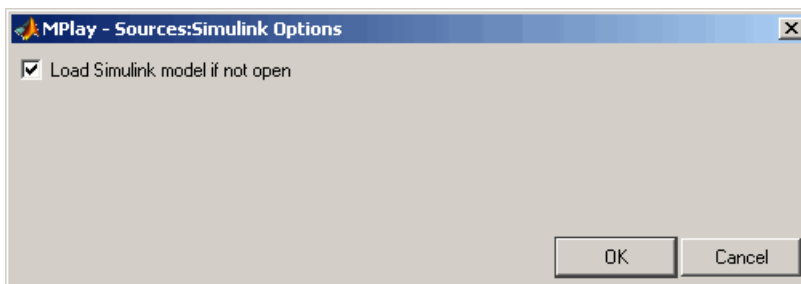 MPlay - Sources:Simulink Options
Load Simulink model if not open
OK Cancel